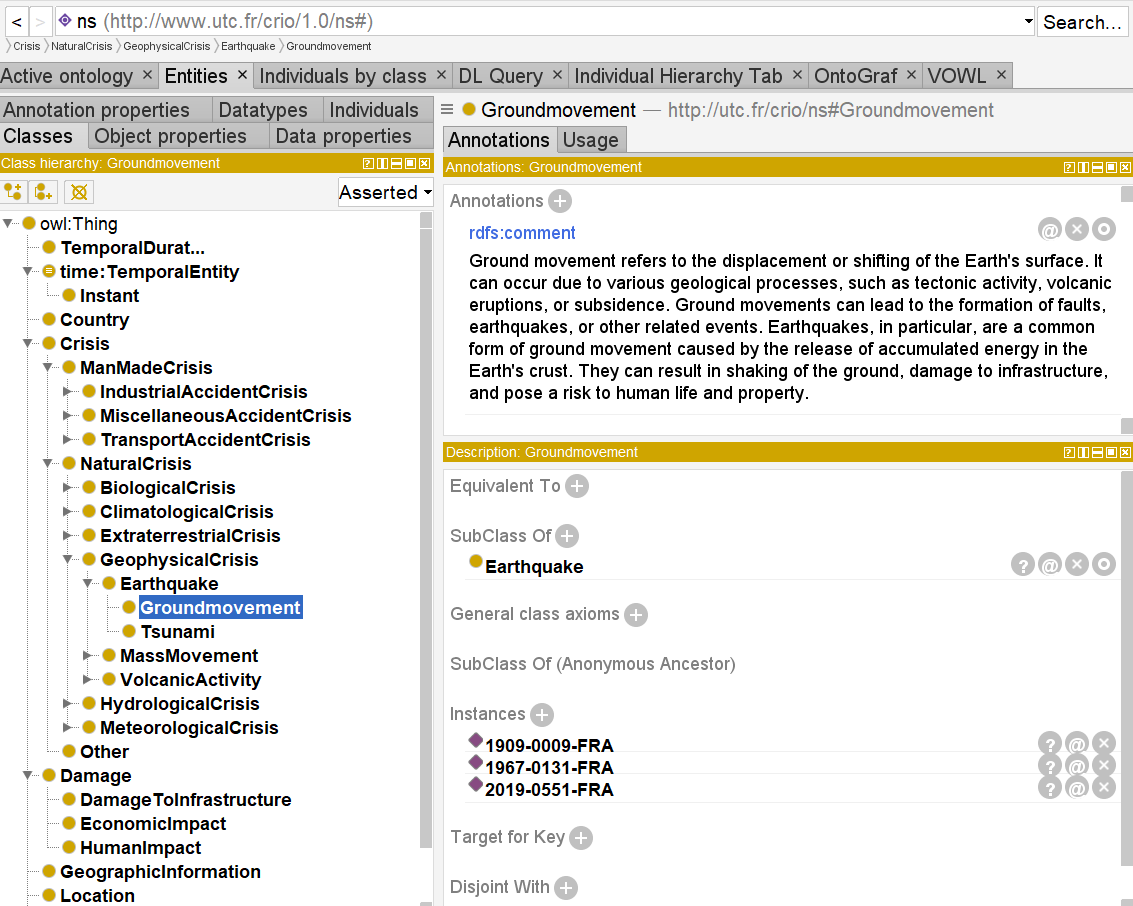 < > ns (http://www.utc.fr/crio/1.0/ns#) Search...
Crisis NaturalCrisis GeophysicalCrisis Earthquake Groundmovement
Active ontology × Entities × Individuals by class × DL Query × Individual Hierarchy Tab × OntoGraf × VOWL ×
Annotation properties Datatypes Individuals
Classes Object properties Data properties
Class hierarchy: Groundmovement
Asserted
owl:Thing
TemporalDurat...
time:TemporalEntity
Instant
Country
Crisis
ManMadeCrisis
IndustrialAccidentCrisis
MiscellaneousAccidentCrisis
TransportAccidentCrisis
NaturalCrisis
BiologicalCrisis
ClimatologicalCrisis
ExtraterrestrialCrisis
GeophysicalCrisis
Earthquake
Groundmovement
Tsunami
MassMovement
VolcanicActivity
HydrologicalCrisis
MeteorologicalCrisis
Other
Damage
DamageToInfrastructure
EconomicImpact
HumanImpact
GeographicInformation
Location
Groundmovement — http://utc.fr/crio/ns#Groundmovement
Annotations Usage
Annotations: Groundmovement
Annotations
rdfs:comment
Ground movement refers to the displacement or shifting of the Earth's surface. It
can occur due to various geological processes, such as tectonic activity, volcanic
eruptions, or subsidence. Ground movements can lead to the formation of faults,
earthquakes, or other related events. Earthquakes, in particular, are a common
form of ground movement caused by the release of accumulated energy in the
Earth's crust. They can result in shaking of the ground, damage to infrastructure,
and pose a risk to human life and property.
Description: Groundmovement
Equivalent To
SubClass Of
Earthquake
General class axioms
SubClass Of (Anonymous Ancestor)
Instances
1909-0009-FRA
1967-0131-FRA
2019-0551-FRA
Target for Key
Disjoint With